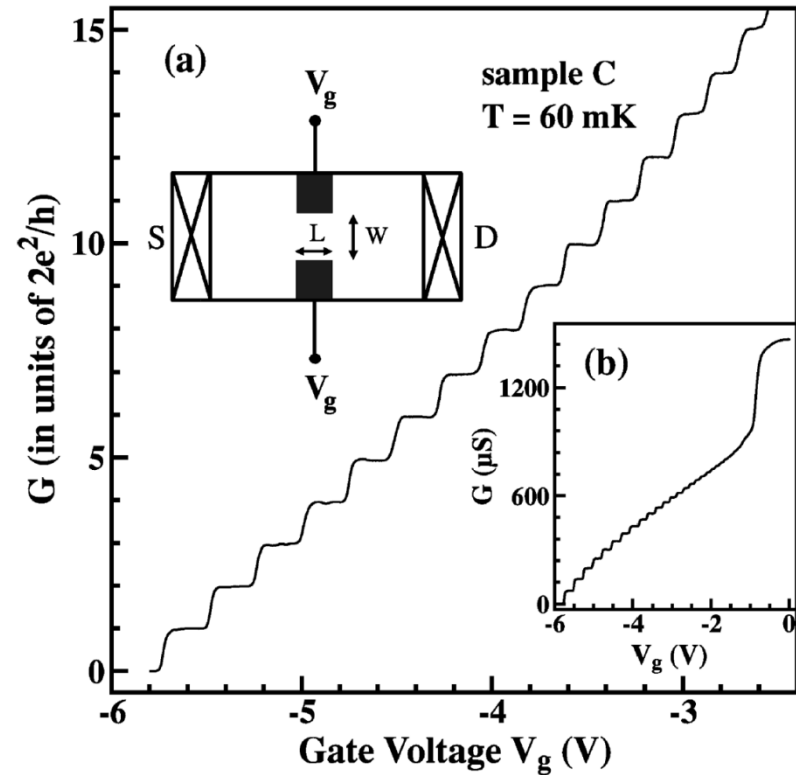 15
10
5
0
G (in units of 2e²/h)
(a)
sample C
T = 60 mK
V_g
S
L
W
D
V_g
(b)
1200
600
0
G (μS)
-6
-4
-2
0
V_g (V)
-6
-5
-4
-3
Gate Voltage V_g (V)